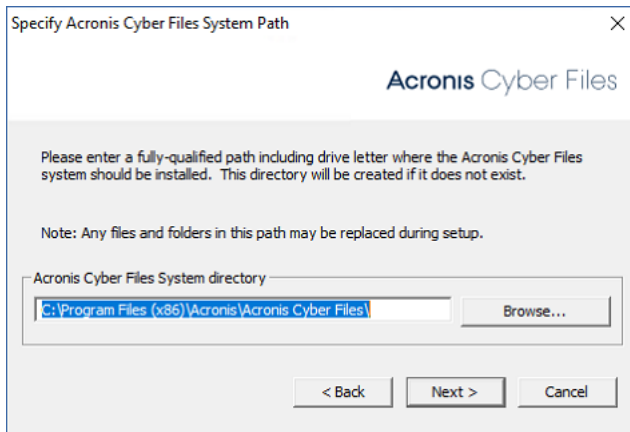 Specify Acronis Cyber Files System Path
Acronis Cyber Files
Please enter a fully-qualified path including drive letter where the Acronis Cyber Files
system should be installed.  This directory will be created if it does not exist.
Note: Any files and folders in this path may be replaced during setup.
Acronis Cyber Files System directory
C:\Program Files (x86)\Acronis\Acronis Cyber Files\
Browse...
< Back
Next >
Cancel